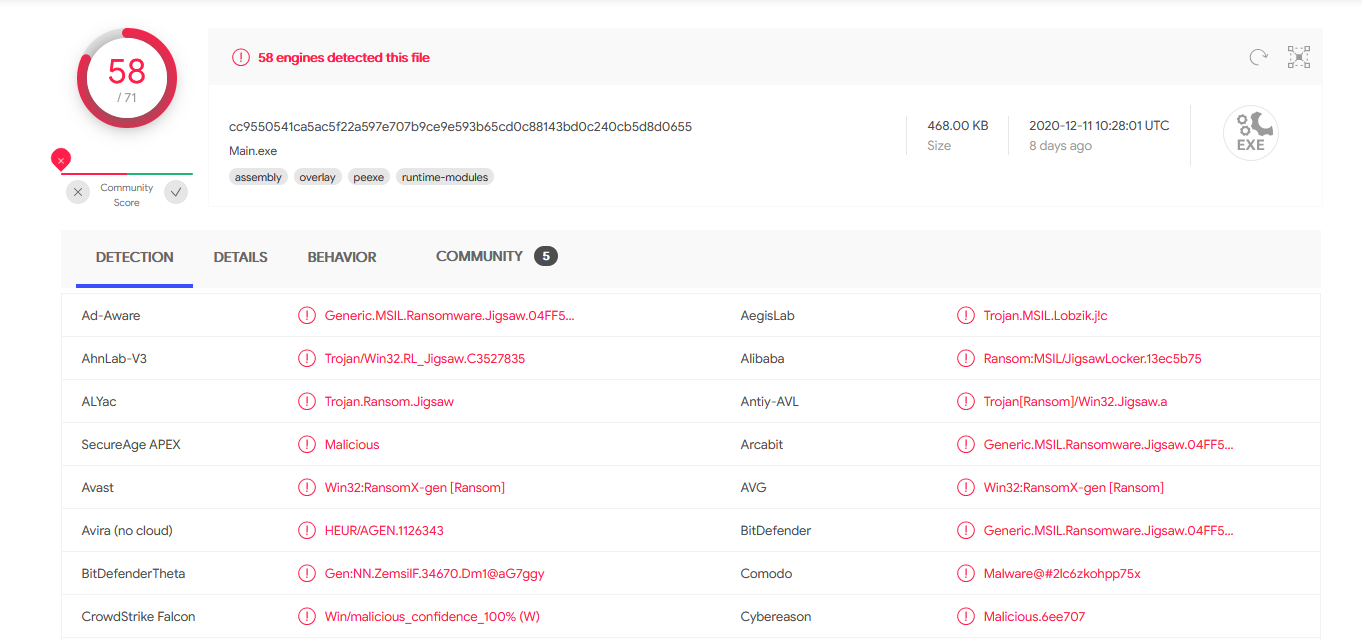 58
/ 71
58 engines detected this file
cc9550541ca5ac5f22a597e707b9ce9e593b65cd0c88143bd0c240cb5d8d0655
Main.exe
assembly overlay peexe runtime-modules
468.00 KB
Size
2020-12-11 10:28:01 UTC
8 days ago
EXE
Community
Score
DETECTION DETAILS BEHAVIOR COMMUNITY 5
Ad-Aware Generic.MSIL.Ransomware.Jigsaw.04FF5... AegisLab Trojan.MSIL.Lobzik.j!c
AhnLab-V3 Trojan/Win32.RL_Jigsaw.C3527835 Alibaba Ransom:MSIL/JigsawLocker.13ec5b75
ALYac Trojan.Ransom.Jigsaw Antiy-AVL Trojan[Ransom]/Win32.Jigsaw.a
SecureAge APEX Malicious Arcabit Generic.MSIL.Ransomware.Jigsaw.04FF5...
Avast Win32:RansomX-gen [Ransom] AVG Win32:RansomX-gen [Ransom]
Avira (no cloud) HEUR/AGEN.1126343 BitDefender Generic.MSIL.Ransomware.Jigsaw.04FF5...
BitDefenderTheta Gen:NN.ZemsilF.34670.Dm1@aG7ggy Comodo Malware@#2lc6zkohpp75x
CrowdStrike Falcon Win/malicious_confidence_100% (W) Cybereason Malicious.6ee707